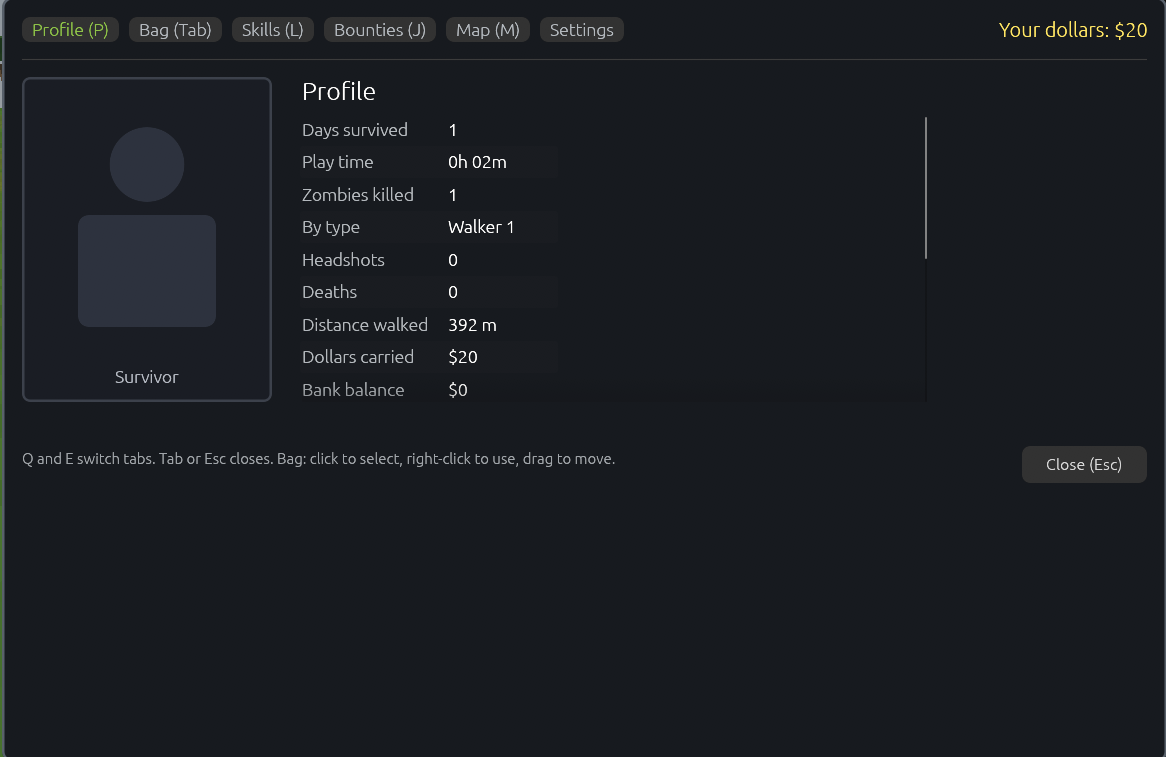 Profile (P) Bag (Tab) Skills (L) Bounties (J) Map (M) Settings Your dollars: $20
Profile
Days survived 1
Play time 0h 02m
Zombies killed 1
By type Walker 1
Headshots 0
Deaths 0
Distance walked 392 m
Dollars carried $20
Bank balance $0
Survivor
Q and E switch tabs. Tab or Esc closes. Bag: click to select, right-click to use, drag to move.
Close (Esc)